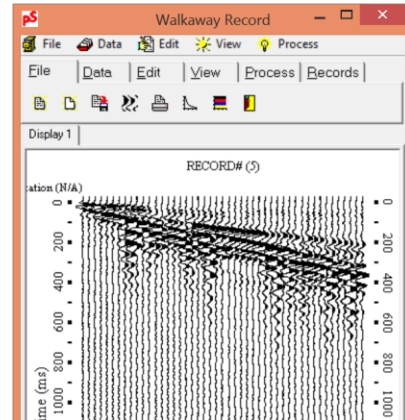 pS Walkaway Record
File Data Edit View Process
File Data Edit View Process Records
Display 1
RECORD# (5)
ation (N/A)
0 0
200 200
400 400
600 600
800 800
1000 1000
me (ms)